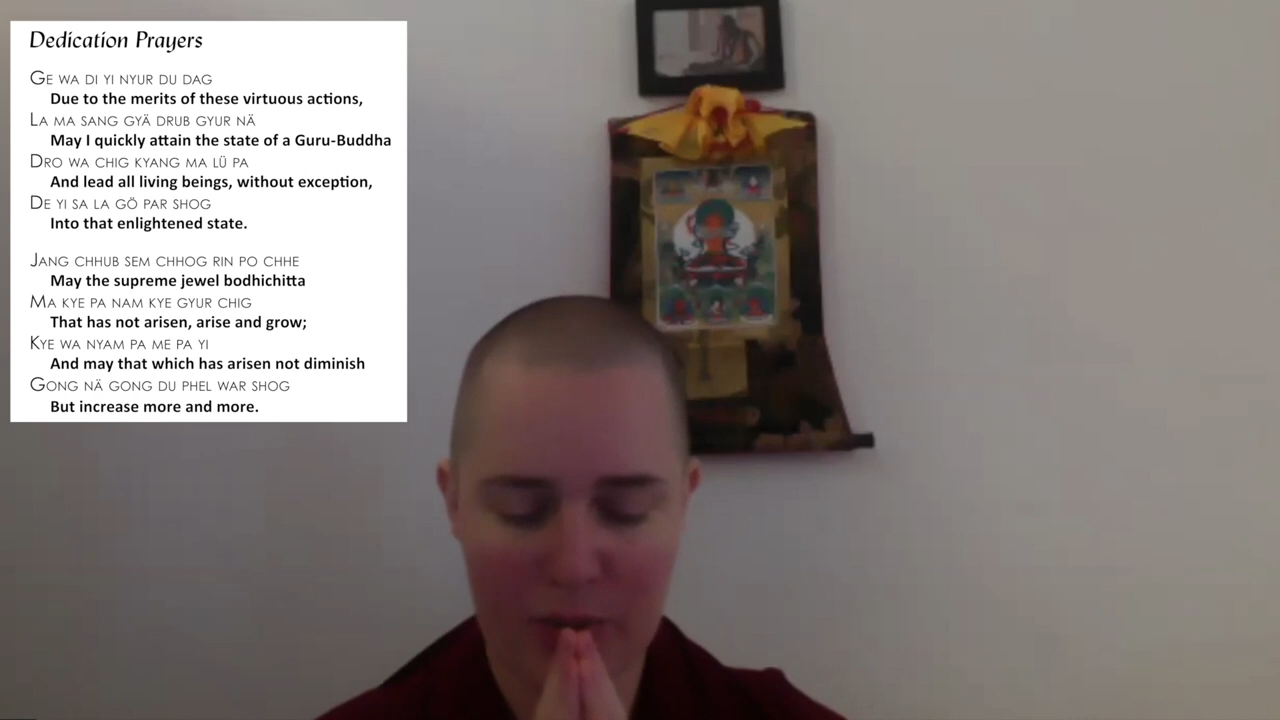 Dedication Prayers
GE WA DI YI NYUR DU DAG
Due to the merits of these virtuous actions,
LA MA SANG GYÄ DRUB GYUR NÄ
May I quickly attain the state of a Guru-Buddha
DRO WA CHIG KYANG MA LÜ PA
And lead all living beings, without exception,
DE YI SA LA GÖ PAR SHOG
Into that enlightened state.
JANG CHHUB SEM CHHOG RIN PO CHHE
May the supreme jewel bodhichitta
MA KYE PA NAM KYE GYUR CHIG
That has not arisen, arise and grow;
KYE WA NYAM PA ME PA YI
And may that which has arisen not diminish
GONG NÄ GONG DU PHEL WAR SHOG
But increase more and more.